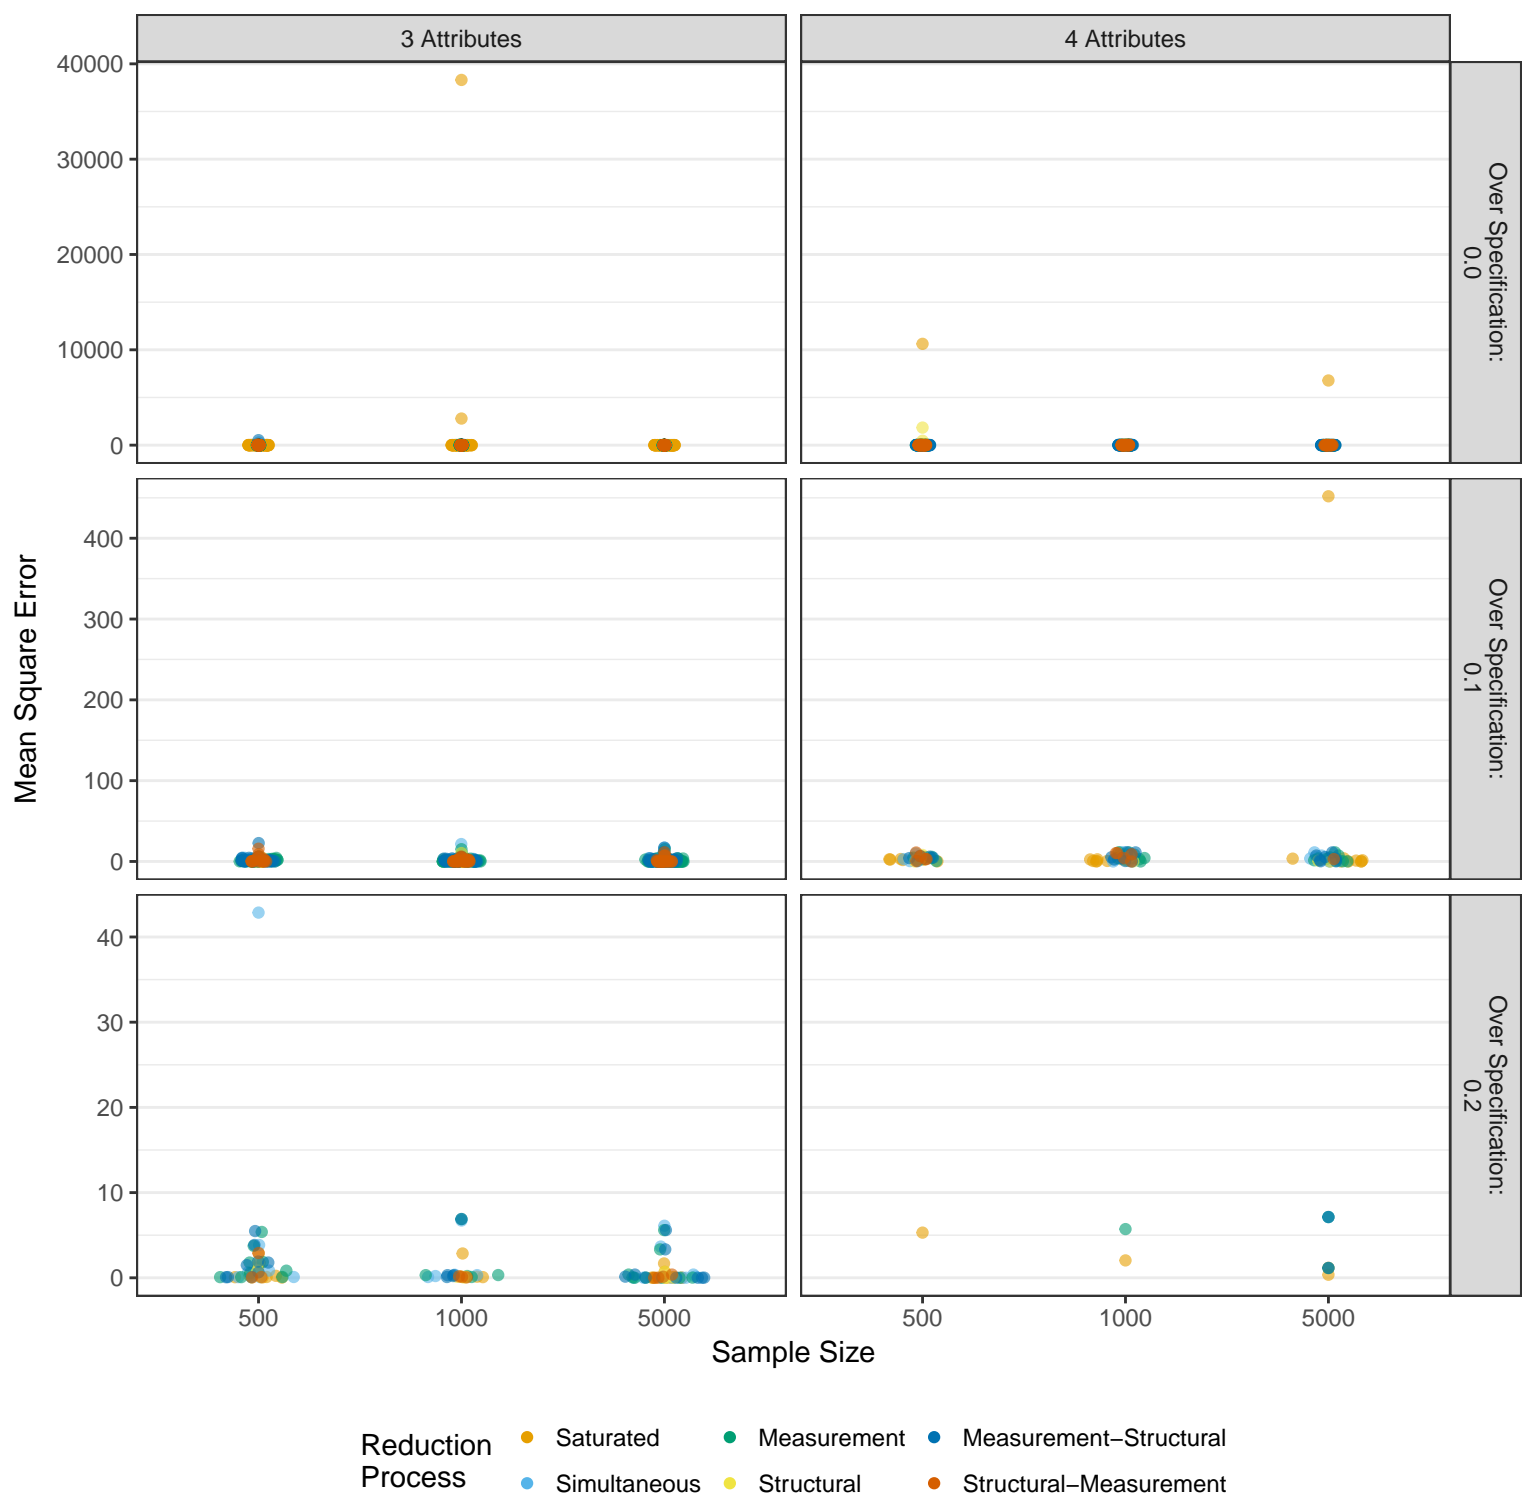 3 Attributes
4 Attributes
40000
30000
20000
10000
0
Over Specification:
0.0
400
300
200
100
0
Over Specification:
0.1
40
30
20
10
0
Over Specification:
0.2
Mean Square Error
500
1000
5000
500
1000
5000
Sample Size
Reduction
Process
Saturated
Measurement
Measurement−Structural
Simultaneous
Structural
Structural−Measurement